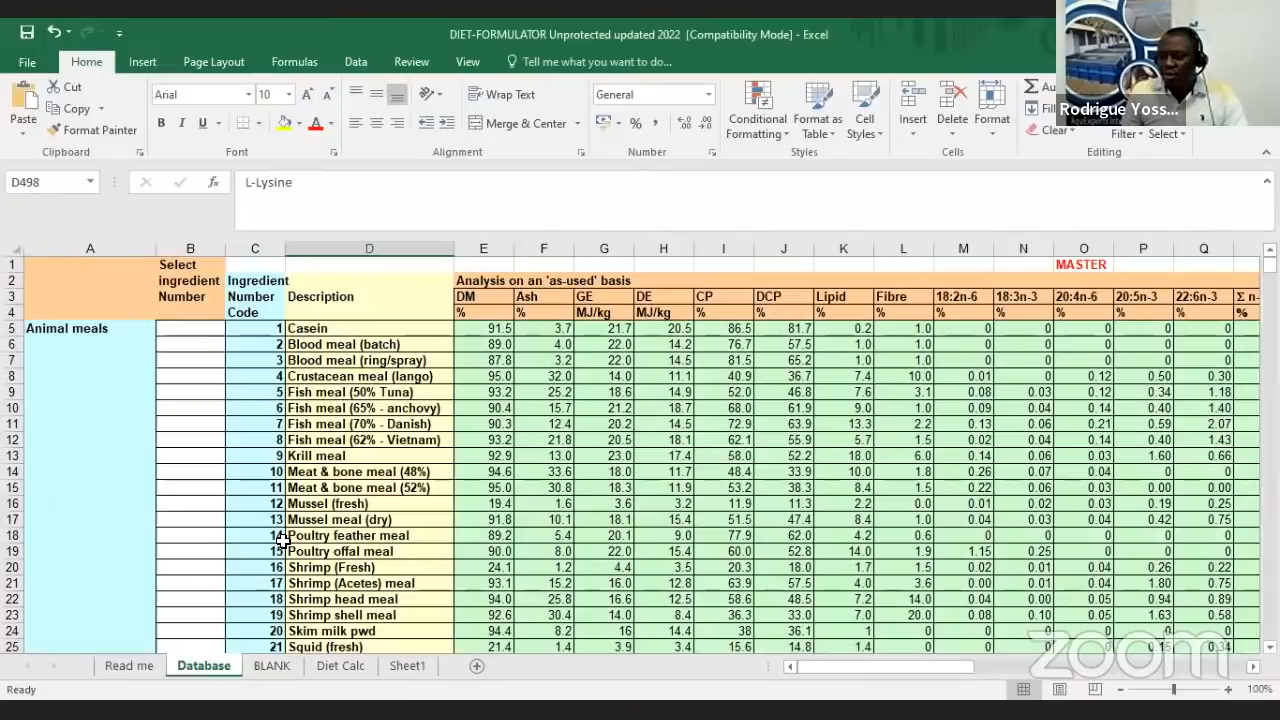 DIET-FORMULATOR Unprotected updated 2022 [Compatibility Mode] - Excel
File Home Insert Page Layout Formulas Data Review View Tell me what you want to do...
Rodrigue Yoss...
Cut
Copy
Format Painter
Paste
Arial 10
Wrap Text
Merge & Center
General
Conditional Formatting
Format as Table
Cell Styles
Insert Delete Format
Clear
Filter Select
Clipboard Font Alignment Number Styles Cells Editing
D498 fx L-Lysine
A B C D E F G H I J K L M N O P Q
1 Select MASTER
2 ingredient Ingredient Analysis on an 'as-used' basis
3 Number Number Description DM Ash GE DE CP DCP Lipid Fibre 18:2n-6 18:3n-3 20:4n-6 20:5n-3 22:6n-3 Σ n-
4 Code % % MJ/kg MJ/kg % % % % % % % % % %
5 Animal meals 1 Casein 91.5 3.7 21.7 20.5 86.5 81.7 0.2 1.0 0 0 0 0 0
6 2 Blood meal (batch) 89.0 4.0 22.0 14.2 76.7 57.5 1.0 1.0 0 0 0 0 0
7 3 Blood meal (ring/spray) 87.8 3.2 22.0 14.5 81.5 65.2 1.0 1.0 0 0 0 0 0
8 4 Crustacean meal (lango) 95.0 32.0 14.0 11.1 40.9 36.7 7.4 10.0 0.01 0 0.12 0.50 0.30
9 5 Fish meal (50% Tuna) 93.2 25.2 18.6 14.9 52.0 46.8 7.6 3.1 0.08 0.03 0.12 0.34 1.18
10 6 Fish meal (65% - anchovy) 90.4 15.7 21.2 18.7 68.0 61.9 9.0 1.0 0.09 0.04 0.14 0.40 1.40
11 7 Fish meal (70% - Danish) 90.3 12.4 20.2 14.5 72.9 63.9 13.3 2.2 0.13 0.06 0.21 0.59 2.07
12 8 Fish meal (62% - Vietnam) 93.2 21.8 20.5 18.1 62.1 55.9 5.7 1.5 0.02 0.04 0.14 0.40 1.43
13 9 Krill meal 92.9 13.0 23.0 17.4 58.0 52.2 18.0 6.0 0.14 0.06 0.03 1.60 0.66
14 10 Meat & bone meal (48%) 94.6 33.6 18.0 11.7 48.4 33.9 10.0 1.8 0.26 0.07 0.04 0 0
15 11 Meat & bone meal (52%) 95.0 30.8 18.3 11.9 53.2 38.3 8.4 1.5 0.22 0.06 0.03 0.00 0.00
16 12 Mussel (fresh) 19.4 1.6 3.6 3.2 11.9 11.3 2.2 0.0 0.01 0.02 0.03 0.19 0.25
17 13 Mussel meal (dry) 91.8 10.1 18.1 15.4 51.5 47.4 8.4 1.0 0.04 0.03 0.04 0.42 0.75
18 14 Poultry feather meal 89.2 5.4 20.1 9.0 77.9 62.0 4.2 0.6 0 0 0 0 0
19 15 Poultry offal meal 90.0 8.0 22.0 15.4 60.0 52.8 14.0 1.9 1.15 0.25 0 0 0
20 16 Shrimp (Fresh) 24.1 1.2 4.4 3.5 20.3 18.0 1.7 1.5 0.02 0.01 0.04 0.26 0.22
21 17 Shrimp (Acetes) meal 93.1 15.2 16.0 12.8 63.9 57.5 4.0 3.6 0.00 0.01 0.04 1.80 0.75
22 18 Shrimp head meal 94.0 25.8 16.6 12.5 58.6 48.5 7.2 14.0 0.04 0.00 0.05 0.94 0.89
23 19 Shrimp shell meal 92.6 30.4 14.0 8.4 36.3 33.0 7.0 20.0 0.08 0.10 0.05 1.63 0.58
24 20 Skim milk pwd 94.4 8.2 16 14.4 38 36.1 1 0 0 0 0 0 0
25 21 Squid (fresh) 21.4 1.4 3.9 3.4 15.6 14.8 1.4 0 0 0 0 0.15 0.34
zoom
Read me Database BLANK Diet Calc Sheet1
Ready 100%